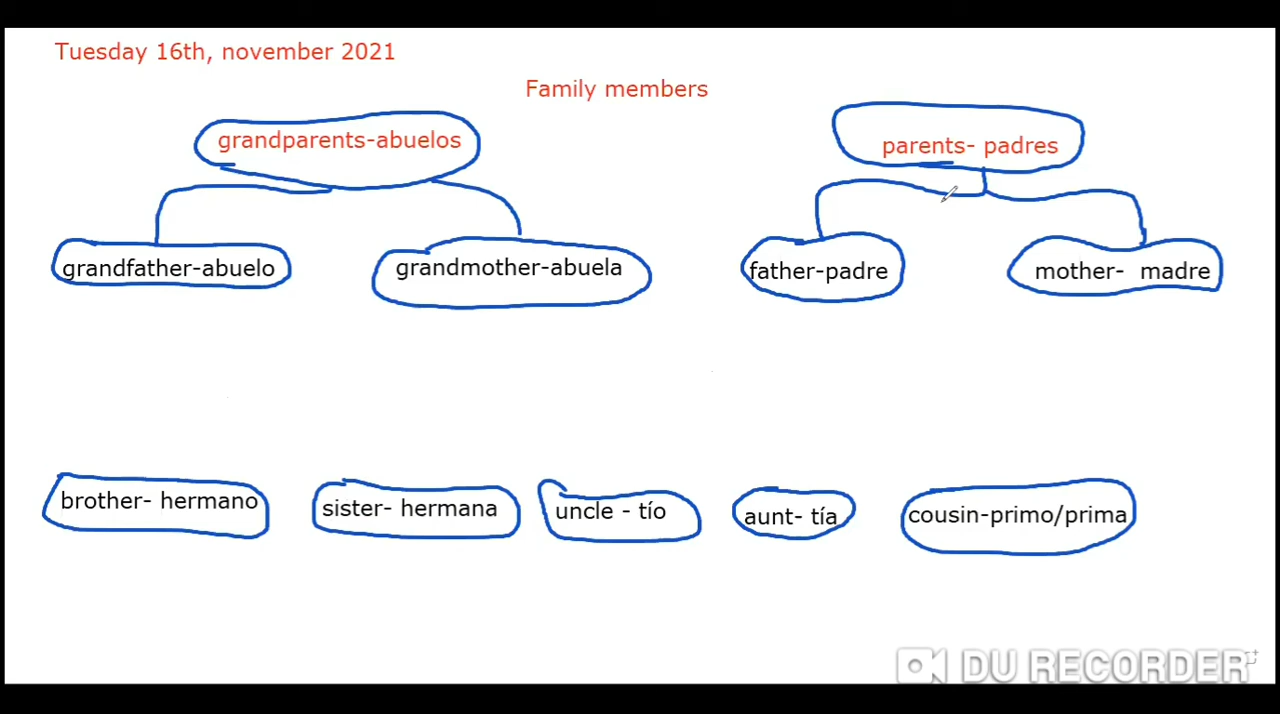 Tuesday 16th, november 2021
Family members
grandparents-abuelos
parents- padres
grandfather-abuelo
grandmother-abuela
father-padre
mother- madre
brother- hermano
sister- hermana
uncle - tío
aunt- tía
cousin-primo/prima
DU RECORDER